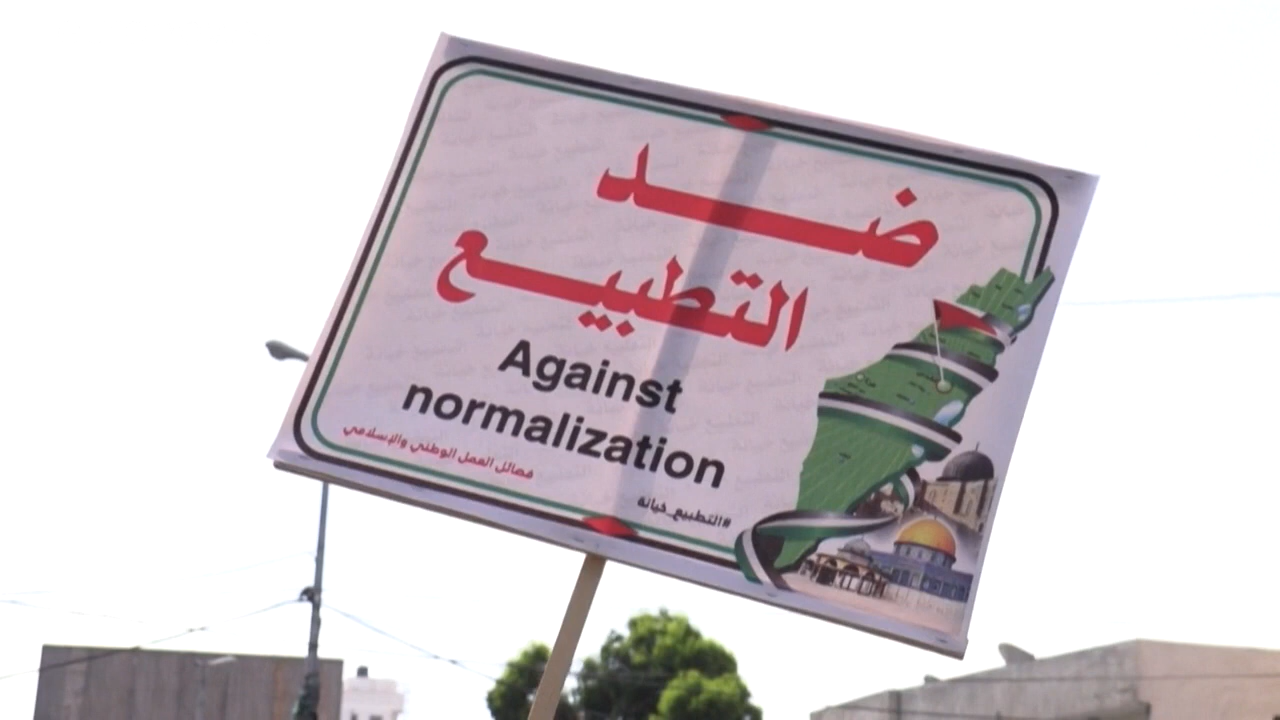 ضد
التطبيع
Against
normalization
فصائل العمل الوطني والإسلامي
#التطبيع_خيانة